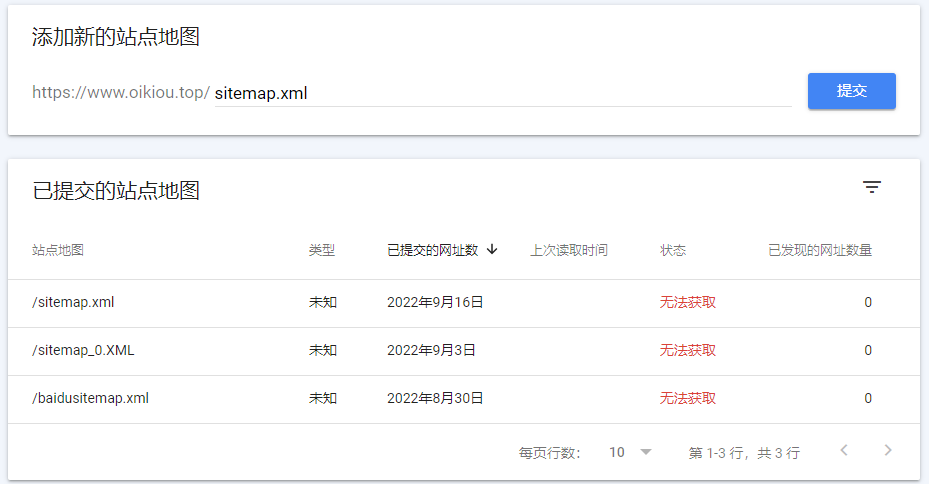 添加新的站点地图
https://www.oikiou.top/ sitemap.xml 提交
已提交的站点地图
站点地图 类型 已提交的网址数 上次读取时间 状态 已发现的网址数量
/sitemap.xml 未知 2022年9月16日 无法获取 0
/sitemap_0.XML 未知 2022年9月3日 无法获取 0
/baidusitemap.xml 未知 2022年8月30日 无法获取 0
每页行数: 10 第 1-3 行，共 3 行